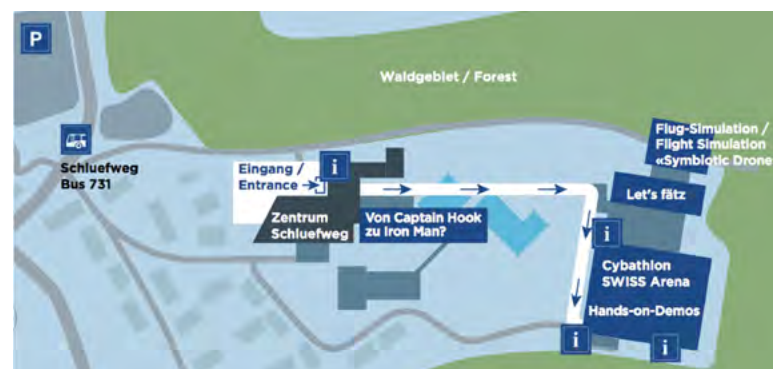 P
Waldgebiet / Forest
Flug-Simulation /
Flight Simulation
«Symbiotic Drone
Schluefweg
Bus 731
Eingang /
Entrance
i
Let's fätz
Zentrum
Schluefweg
Von Captain Hook
zu Iron Man?
i
Cybathlon
SWISS Arena
Hands-on-Demos
i
i